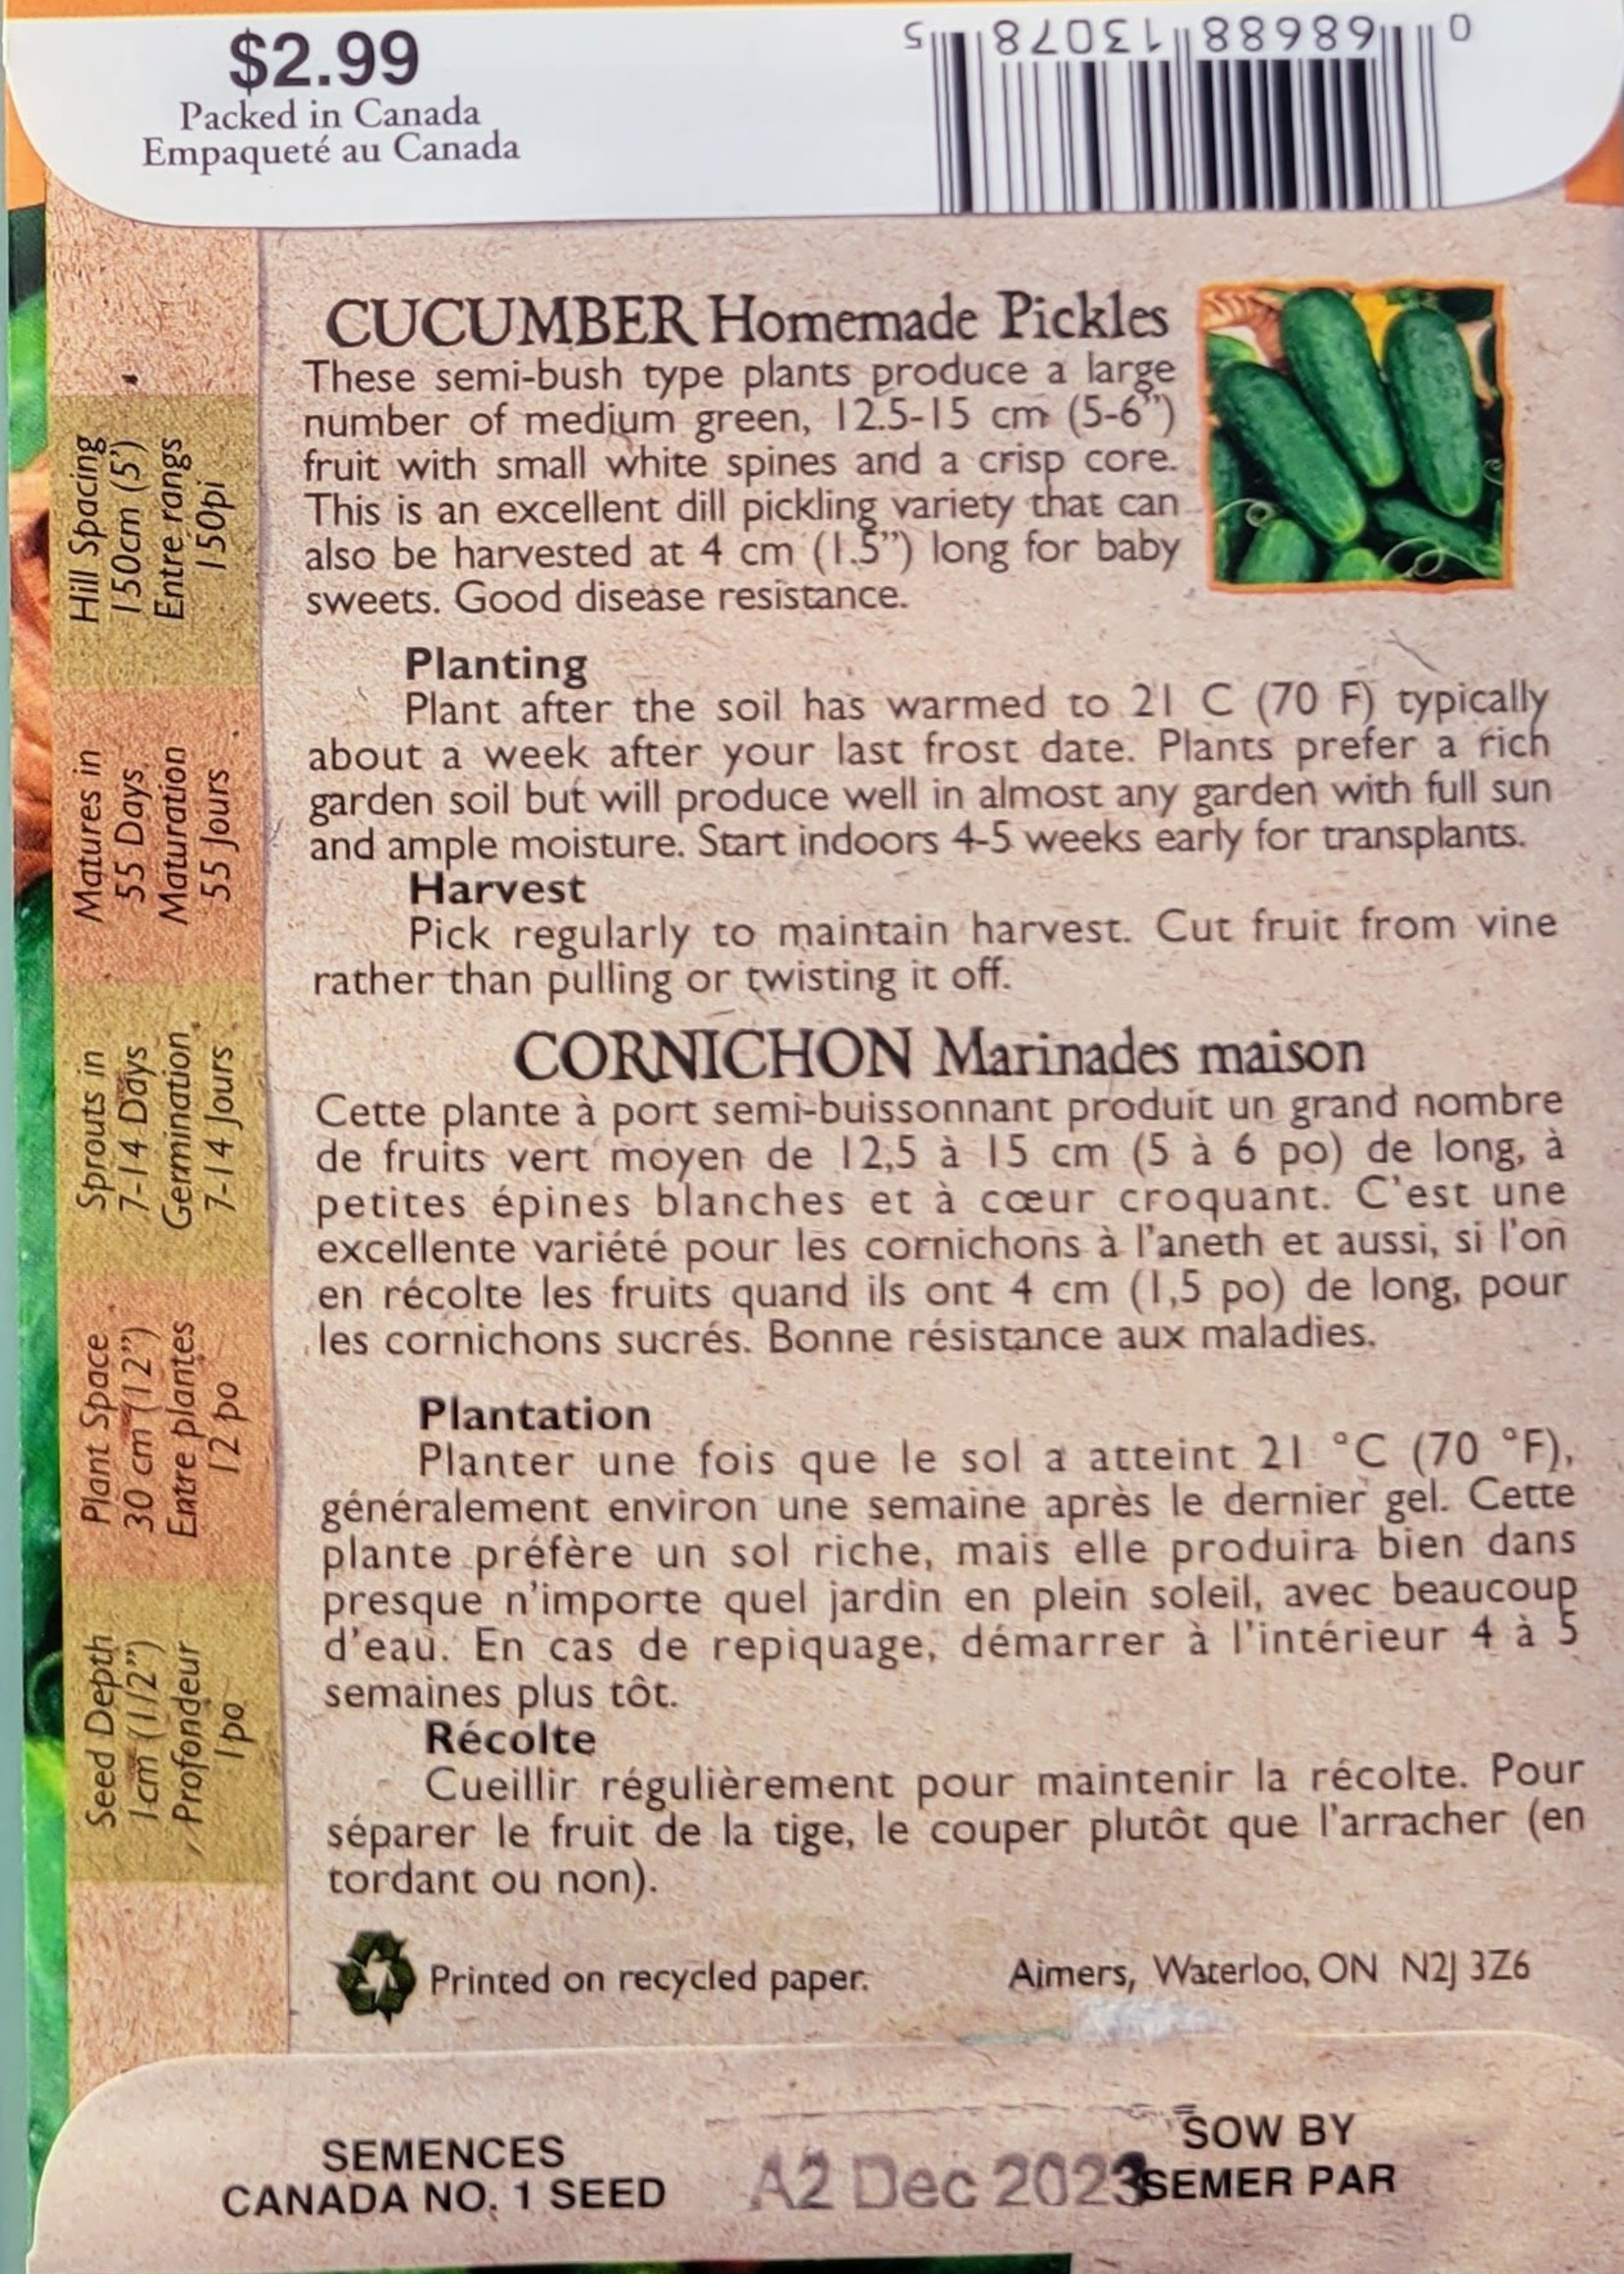 $2.99
Packed in Canada
Empaqueté au Canada
0 68688 13078 5
CUCUMBER Homemade Pickles
These semi-bush type plants produce a large
number of medium green, 12.5-15 cm (5-6")
fruit with small white spines and a crisp core.
This is an excellent dill pickling variety that can
also be harvested at 4 cm (1.5") long for baby
sweets. Good disease resistance.
Planting
Plant after the soil has warmed to 21 C (70 F) typically
about a week after your last frost date. Plants prefer a rich
garden soil but will produce well in almost any garden with full sun
and ample moisture. Start indoors 4-5 weeks early for transplants.
Harvest
Pick regularly to maintain harvest. Cut fruit from vine
rather than pulling or twisting it off.
CORNICHON Marinades maison
Cette plante à port semi-buissonnant produit un grand nombre
de fruits vert moyen de 12,5 à 15 cm (5 à 6 po) de long, à
petites épines blanches et à cœur croquant. C'est une
excellente variété pour les cornichons à l'aneth et aussi, si l'on
en récolte les fruits quand ils ont 4 cm (1,5 po) de long, pour
les cornichons sucrés. Bonne résistance aux maladies.
Plantation
Planter une fois que le sol a atteint 21 °C (70 °F),
généralement environ une semaine après le dernier gel. Cette
plante préfère un sol riche, mais elle produira bien dans
presque n'importe quel jardin en plein soleil, avec beaucoup
d'eau. En cas de repiquage, démarrer à l'intérieur 4 à 5
semaines plus tôt.
Récolte
Cueillir régulièrement pour maintenir la récolte. Pour
séparer le fruit de la tige, le couper plutôt que l'arracher (en
tordant ou non).
Printed on recycled paper.
Aimers, Waterloo, ON N2J 3Z6
Seed Depth
1cm (1/2")
Profondeur
1po
Plant Space
30 cm (12")
Entre plantes
12 po
Sprouts in
7-14 Days
Germination
7-14 Jours
Matures in
55 Days
Maturation
55 Jours
Hill Spacing
150cm (5')
Entre rangs
150pi
SEMENCES
CANADA NO. 1 SEED
A2 Dec 2023
SOW BY
SEMER PAR